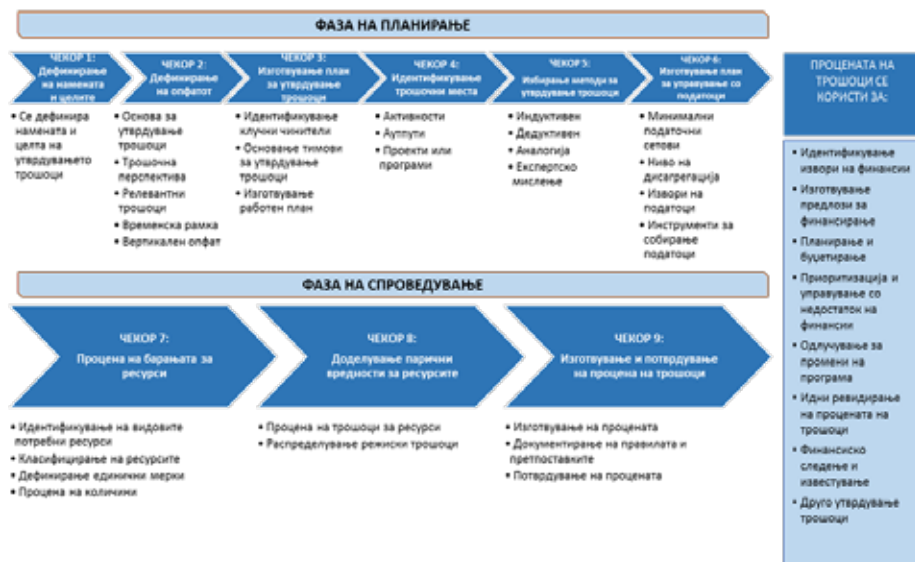 ФАЗА НА ПЛАНИРАЊЕ
ЧЕКОР 1:
Дефинирање
на намената
и целите
• Се дефинира
намената и
целта на
утврдувањето
трошоци
ЧЕКОР 2:
Дефинирање
на опфатот
• Основа за
утврдување
трошоци
• Трошочна
перспектива
• Релевантни
трошоци
• Временска рамка
• Вертикален опфат
ЧЕКОР 3:
Изготвување план
за утврдување
трошоци
• Идентификување
клучни чинители
• Основање тимови
за утврдување
трошоци
• Изготвување
работен план
ЧЕКОР 4:
Идентификување
трошочни места
• Активности
• Аутпути
• Проекти или
програми
ЧЕКОР 5:
Избирање методи за
утврдување трошоци
• Индуктивен
• Дедуктивен
• Аналогија
• Експертско
мислење
ЧЕКОР 6:
Изготвување план
за управување со
податоци
• Минимални
податочни
сетови
• Ниво на
дисагрегација
• Извори на
податоци
• Инструменти за
собирање
податоци
ФАЗА НА СПРОВЕДУВАЊЕ
ЧЕКОР 7:
Процена на барањата за
ресурси
• Идентификување на видовите
потребни ресурси
• Класифицирање на ресурсите
• Дефинирање единични мерки
• Процена на количини
ЧЕКОР 8:
Доделување парични
вредности за ресурсите
• Процена на трошоци за ресурси
• Распределување режиски трошоци
ЧЕКОР 9:
Изготвување и потврдување
на процена на трошоци
• Изготвување на процената
• Документирање на правилата и
претпоставките
• Потврдување на процената
ПРОЦЕНАТА НА
ТРОШОЦИ СЕ
КОРИСТИ ЗА:
• Идентификување
извори на финансии
• Изготвување
предлози за
финансирање
• Планирање и
буџетирање
• Приоритизација и
управување со
недостаток на
финансии
• Одлучување за
промени на
програма
• Идни ревидирање
на процената на
трошоци
• Финансиско
следење и
известување
• Друго утврдување
трошоци